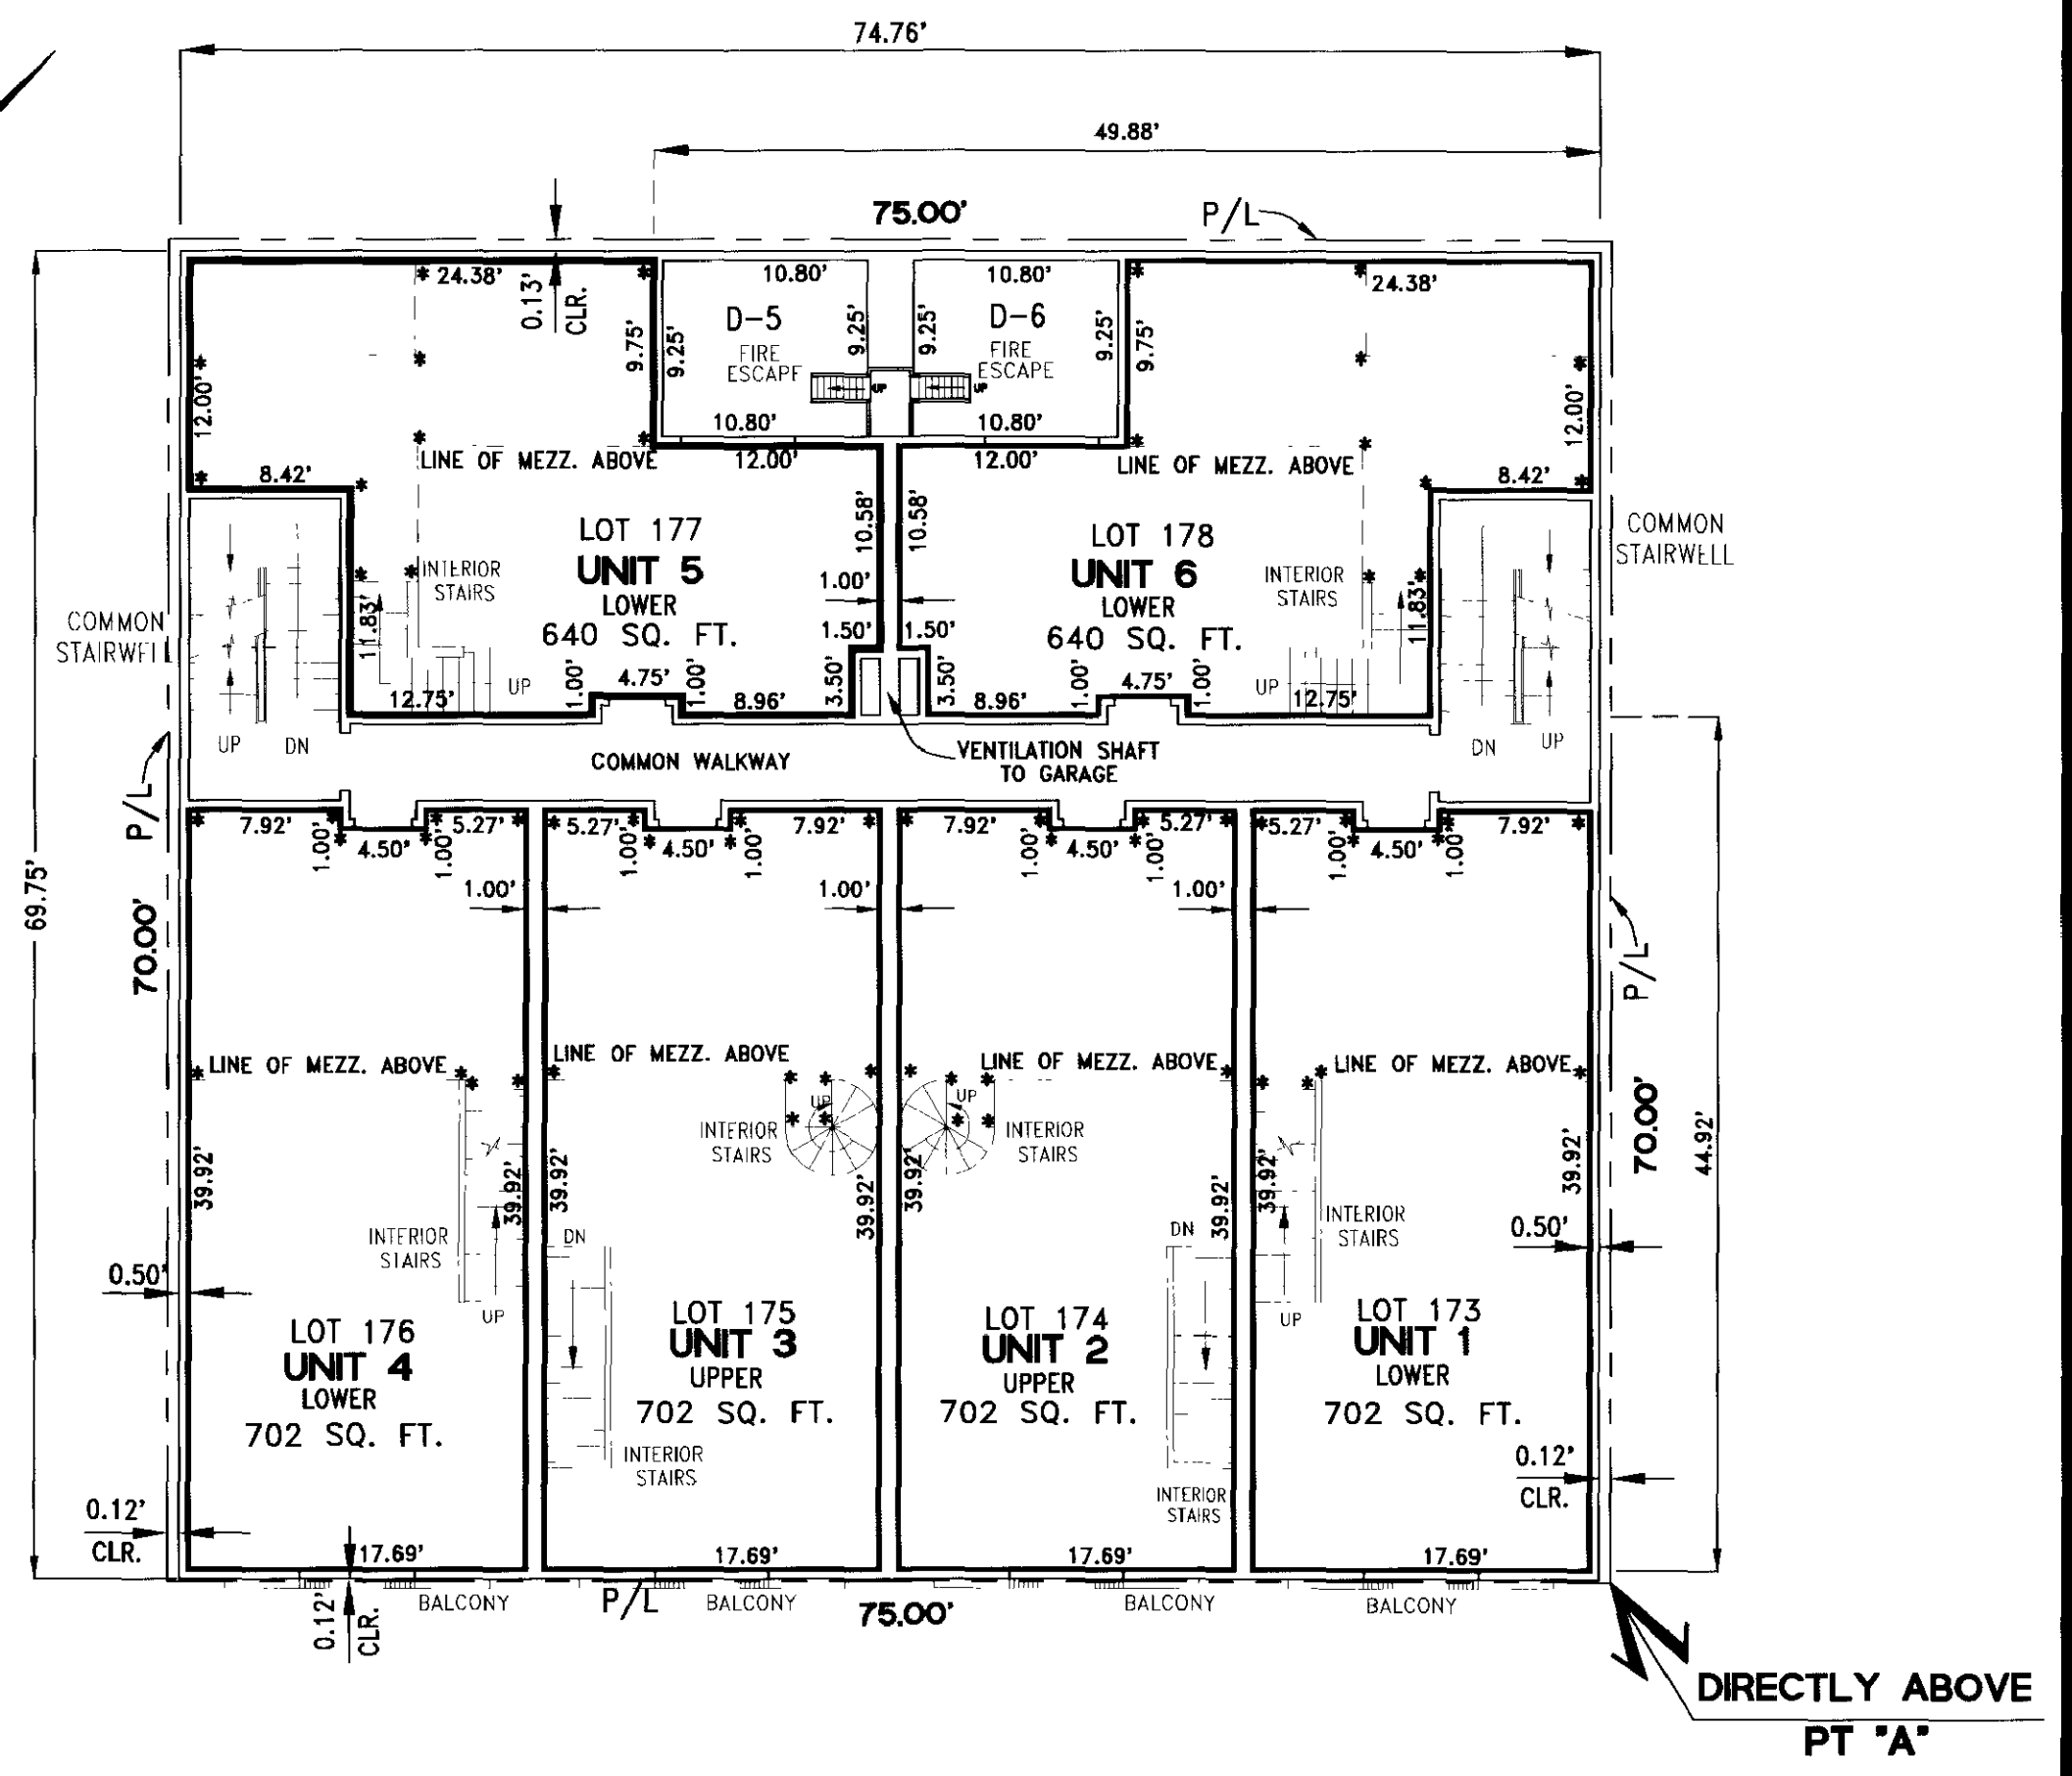 74.76'
49.88'
75.00'
P/L
24.38'
0.13'
CLR.
10.80'
10.80'
24.38'
D-5
D-6
FIRE
ESCAPE
FIRE
ESCAPE
9.75'
9.25'
9.25'
9.25'
9.25'
9.75'
UP
UP
12.00'
12.00'
10.80'
10.80'
LINE OF MEZZ. ABOVE
12.00'
12.00'
LINE OF MEZZ. ABOVE
8.42'
8.42'
LOT 177
UNIT 5
LOWER
640 SQ. FT.
10.58'
10.58'
LOT 178
UNIT 6
LOWER
640 SQ. FT.
COMMON
STAIRWELL
INTERIOR
STAIRS
1.00'
INTERIOR
STAIRS
COMMON
STAIRWELL
11.83'
11.83'
1.50'
1.50'
12.75'
UP
1.00'
4.75'
1.00'
8.96'
3.50'
3.50'
8.96'
1.00'
4.75'
1.00'
UP
12.75'
UP
DN
DN
UP
COMMON WALKWAY
VENTILATION SHAFT
TO GARAGE
P/L
7.92'
1.00'
4.50'
1.00'
5.27'
5.27'
1.00'
4.50'
1.00'
7.92'
7.92'
1.00'
4.50'
1.00'
5.27'
5.27'
1.00'
4.50'
1.00'
7.92'
1.00'
1.00'
1.00'
69.75'
70.00'
P/L
LINE OF MEZZ. ABOVE
LINE OF MEZZ. ABOVE
LINE OF MEZZ. ABOVE
LINE OF MEZZ. ABOVE
UP
UP
INTERIOR
STAIRS
INTERIOR
STAIRS
70.00'
44.92'
39.92'
39.92'
39.92'
39.92'
39.92'
39.92'
39.92'
39.92'
INTERIOR
STAIRS
DN
DN
INTERIOR
STAIRS
0.50'
0.50'
UP
UP
LOT 176
UNIT 4
LOWER
702 SQ. FT.
LOT 175
UNIT 3
UPPER
702 SQ. FT.
LOT 174
UNIT 2
UPPER
702 SQ. FT.
LOT 173
UNIT 1
LOWER
702 SQ. FT.
INTERIOR
STAIRS
INTERIOR
STAIRS
0.12'
CLR.
0.12'
CLR.
17.69'
17.69'
17.69'
17.69'
0.12'
CLR.
BALCONY
P/L
BALCONY
75.00'
BALCONY
BALCONY
DIRECTLY ABOVE
PT "A"